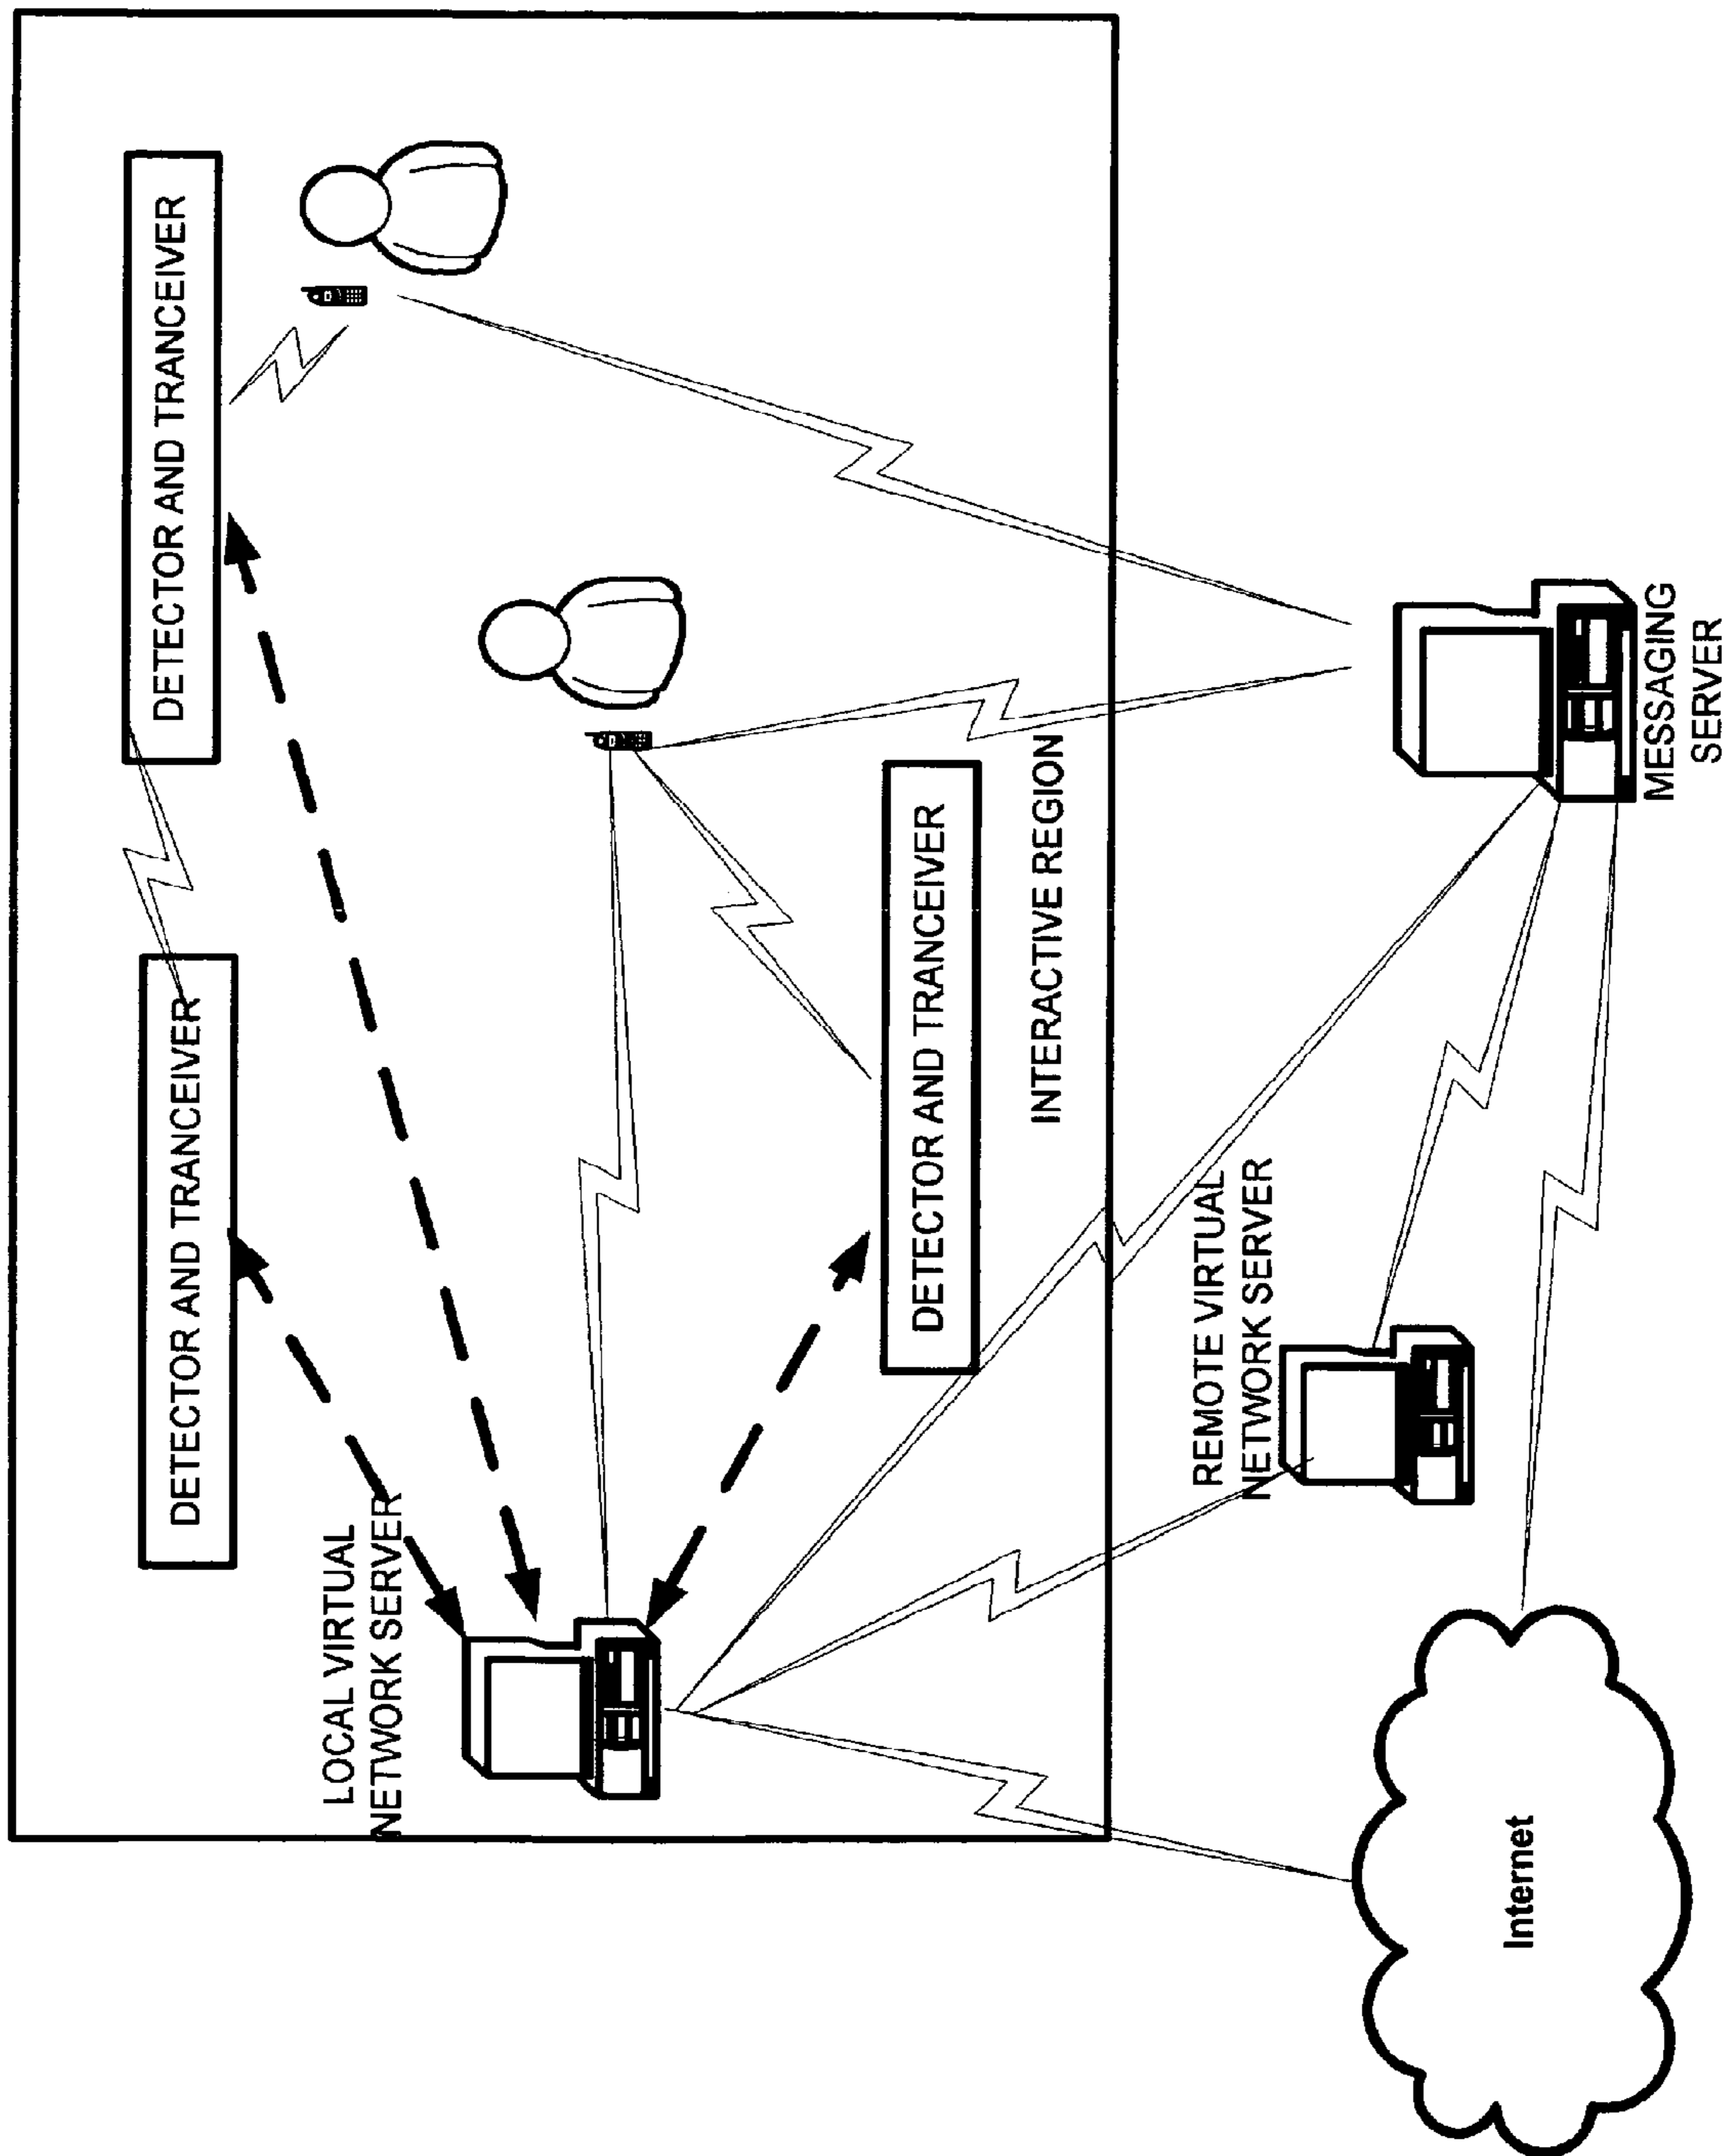 DETECTOR AND TRANCEIVER
DETECTOR AND TRANCEIVER
LOCAL VIRTUAL
NETWORK SERVER
DETECTOR AND TRANCEIVER
INTERACTIVE REGION
REMOTE VIRTUAL
NETWORK SERVER
MESSAGING
SERVER
Internet